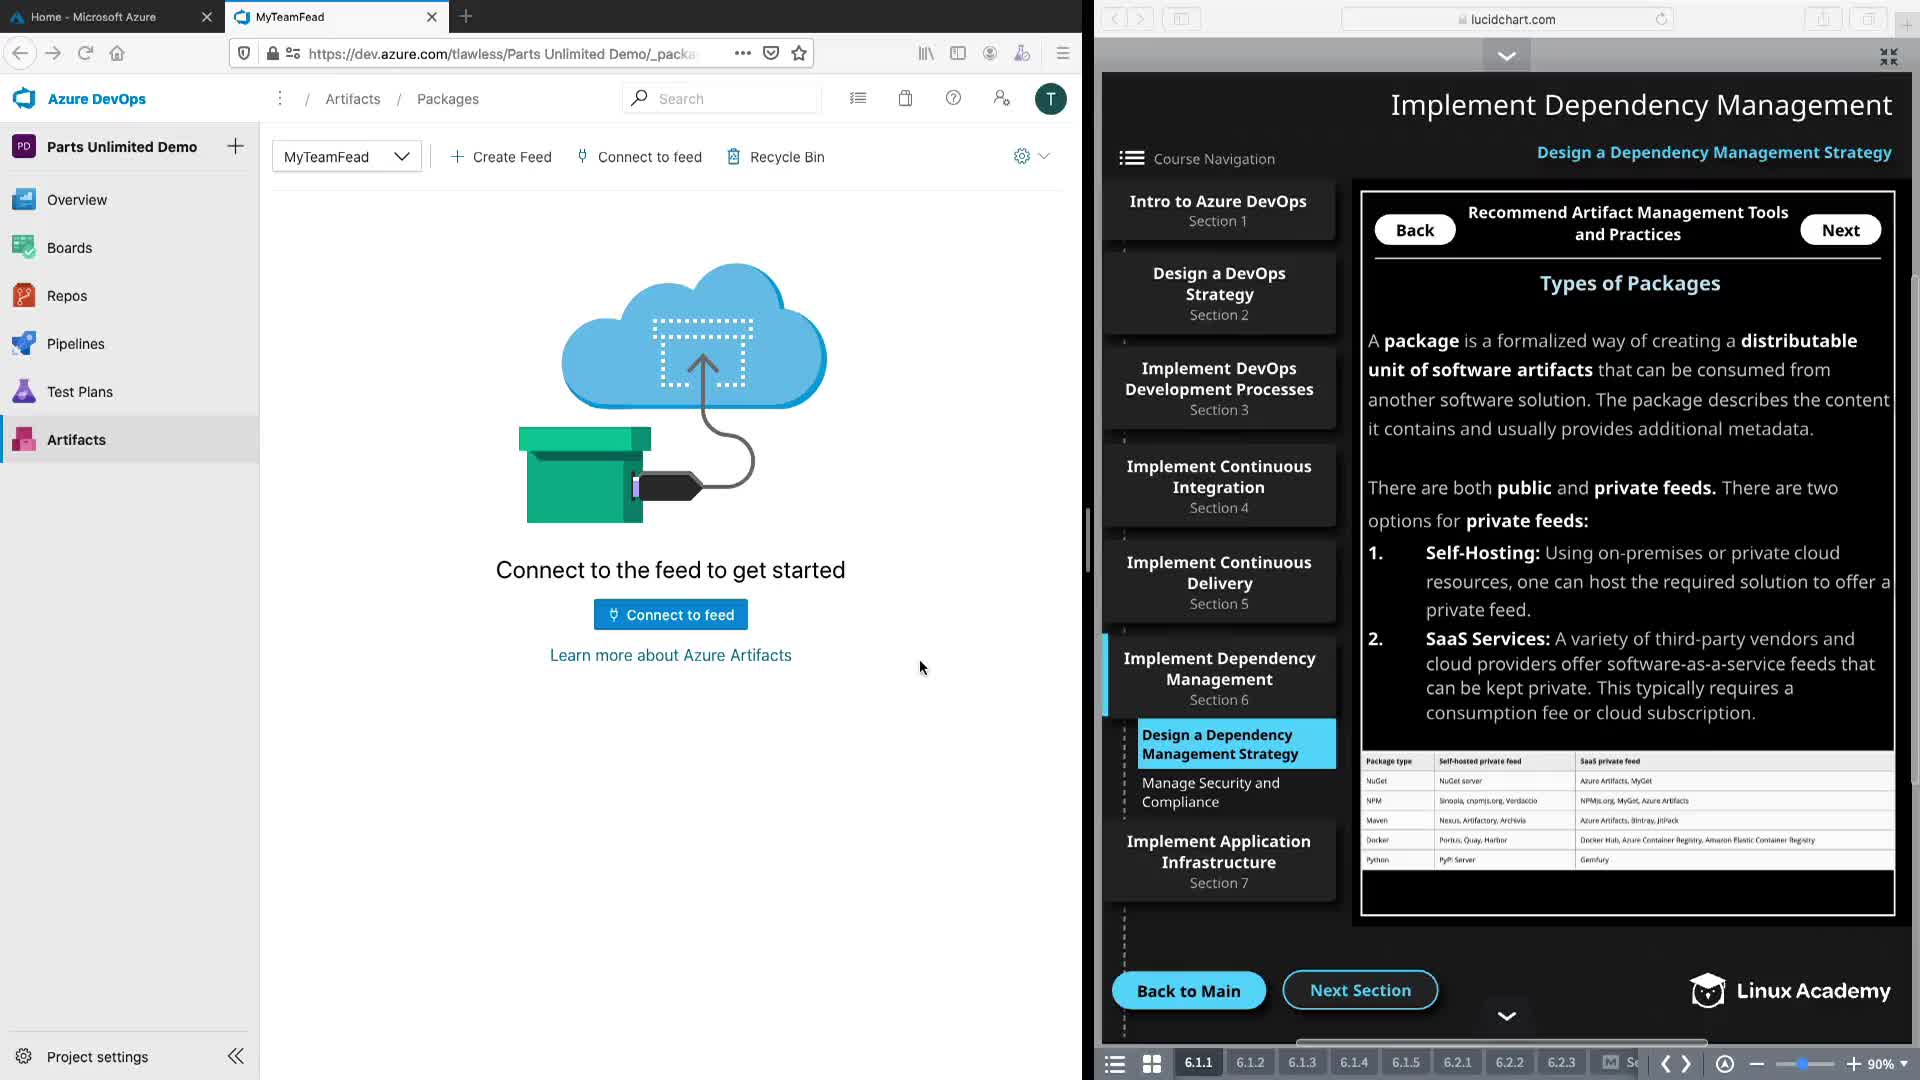 Home - Microsoft Azure
MyTeamFead
https://dev.azure.com/tlawless/Parts Unlimited Demo/_packa
Azure DevOps
/ Artifacts / Packages
Search
T
PD
Parts Unlimited Demo
Overview
Boards
Repos
Pipelines
Test Plans
Artifacts
Project settings
MyTeamFead
Create Feed
Connect to feed
Recycle Bin
Connect to the feed to get started
Connect to feed
Learn more about Azure Artifacts
lucidchart.com
Implement Dependency Management
Design a Dependency Management Strategy
Course Navigation
Intro to Azure DevOps
Section 1
Design a DevOps
Strategy
Section 2
Implement DevOps
Development Processes
Section 3
Implement Continuous
Integration
Section 4
Implement Continuous
Delivery
Section 5
Implement Dependency
Management
Section 6
Design a Dependency
Management Strategy
Manage Security and
Compliance
Implement Application
Infrastructure
Section 7
Back
Recommend Artifact Management Tools
and Practices
Next
Types of Packages
A package is a formalized way of creating a distributable
unit of software artifacts that can be consumed from
another software solution. The package describes the content
it contains and usually provides additional metadata.
There are both public and private feeds. There are two
options for private feeds:
1. Self-Hosting: Using on-premises or private cloud
resources, one can host the required solution to offer a
private feed.
2. SaaS Services: A variety of third-party vendors and
cloud providers offer software-as-a-service feeds that
can be kept private. This typically requires a
consumption fee or cloud subscription.
Package type Self-hosted private feed SaaS private feed
NuGet NuGet server Azure Artifacts, MyGet
NPM Sinopia, cnpmjs.org, Verdaccio NPMjs.org, MyGet, Azure Artifacts
Maven Nexus, Artifactory, Archivia Azure Artifacts, Bintray, JitPack
Docker Portus, Quay, Harbor Docker Hub, Azure Container Registry, Amazon Elastic Container Registry
Python PyPi Server Gemfury
Back to Main
Next Section
Linux Academy
6.1.1 6.1.2 6.1.3 6.1.4 6.1.5 6.2.1 6.2.2 6.2.3 M Se
90%